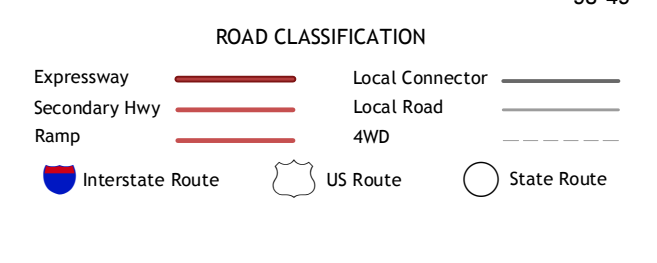 ROAD CLASSIFICATION
Expressway
Local Connector
Secondary Hwy
Local Road
Ramp
4WD
Interstate Route
US Route
State Route